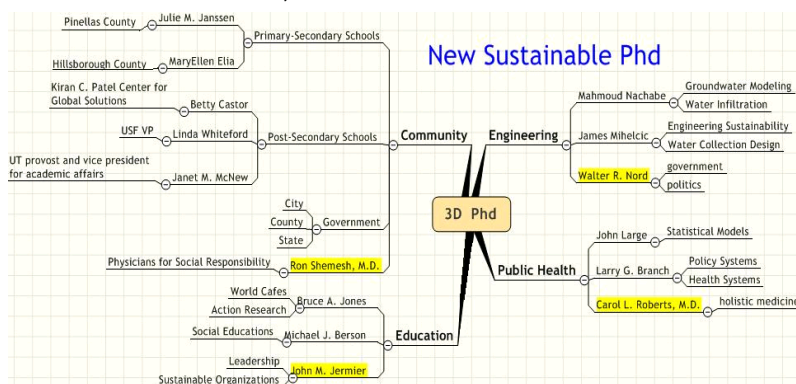 New Sustainable Phd
3D Phd
Community
Primary-Secondary Schools
Julie M. Janssen
Pinellas County
MaryEllen Elia
Hillsborough County
Post-Secondary Schools
Betty Castor
Kiran C. Patel Center for
Global Solutions
Linda Whiteford
USF VP
Janet M. McNew
UT provost and vice president
for academic affairs
Government
City
County
State
Ron Shemesh, M.D.
Physicians for Social Responsibility
Education
Bruce A. Jones
World Cafes
Action Research
Michael J. Berson
Social Educations
John M. Jermier
Leadership
Sustainable Organizations
Engineering
Mahmoud Nachabe
Groundwater Modeling
Water Infiltration
James Mihelcic
Engineering Sustainability
Water Collection Design
Walter R. Nord
government
politics
Public Health
John Large
Statistical Models
Larry G. Branch
Policy Systems
Health Systems
Carol L. Roberts, M.D.
holistic medicine